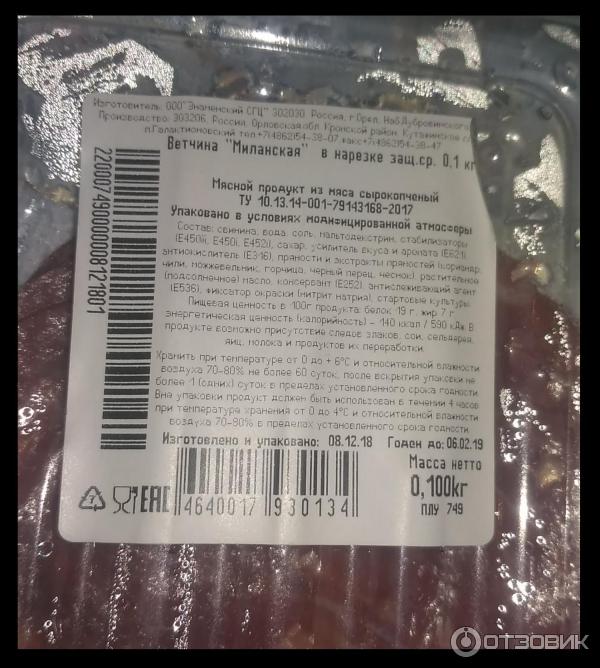 Изготовитель: ООО"Знаменский СГЦ" 302030, Россия, г.Орел, Наб.Дубровинского
Производство: 303206, Россия, Орловская обл. Кромской район, Кутафинское с/
п.Галактионовский тел.+7(4862)54-38-07,факс+7(4862)54-38-47
Ветчина "Миланская" в нарезке защ.ср. 0,1 кг
Мясной продукт из мяса сырокопченый
ТУ 10.13.14-001-79143168-2017
Упаковано в условиях модифицированной атмосферы
Состав: свинина, вода, соль, мальтодекстрин, стабилизаторы
(Е450iii, Е450i, Е452i), сахар, усилитель вкуса и аромата (Е621),
антиокислитель (Е316), пряности и экстракты пряностей (кориандр,
чили, можжевельник, горчица, черный перец, чеснок), растительное
(подсолнечное) масло, консервант (Е252), антислеживающий агент
(Е536), фиксатор окраски (нитрит натрия), стартовые культуры.
Пищевая ценность в 100г продукта: белок 19 г, жир 7 г
Энергетическая ценность (калорийность) - 140 ккал / 590 кДж. В
продукте возможно присутствие следов злаков, сои, сельдерея,
яиц, молока и продуктов их переработки.
Хранить при температуре от 0 до + 6°С и относительной влажности
воздуха 70-80% не более 60 суток, после вскрытия упаковки не
более 1 (одних) суток в пределах установленного срока годности.
Вне упаковки продукт должен быть использован в течении 4 часов
при температуре хранения от 0 до 4°С и относительной влажности
воздуха 70-80% в пределах установленного срока годности.
Изготовлено и упаковано: 08.12.18 Годен до: 06.02.19
Масса нетто
0,100кг
ПЛУ 749
EAC
4640017 930134
2200074900000008121801
ОТЗОВИК